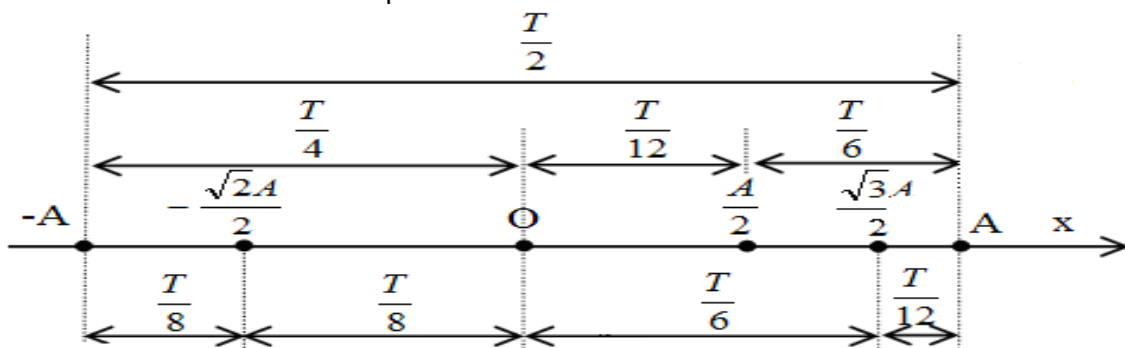 T/2
T/4 T/12 T/6
-A -√2A/2 O A/2 √3A/2 A x
T/8 T/8 T/6 T/12